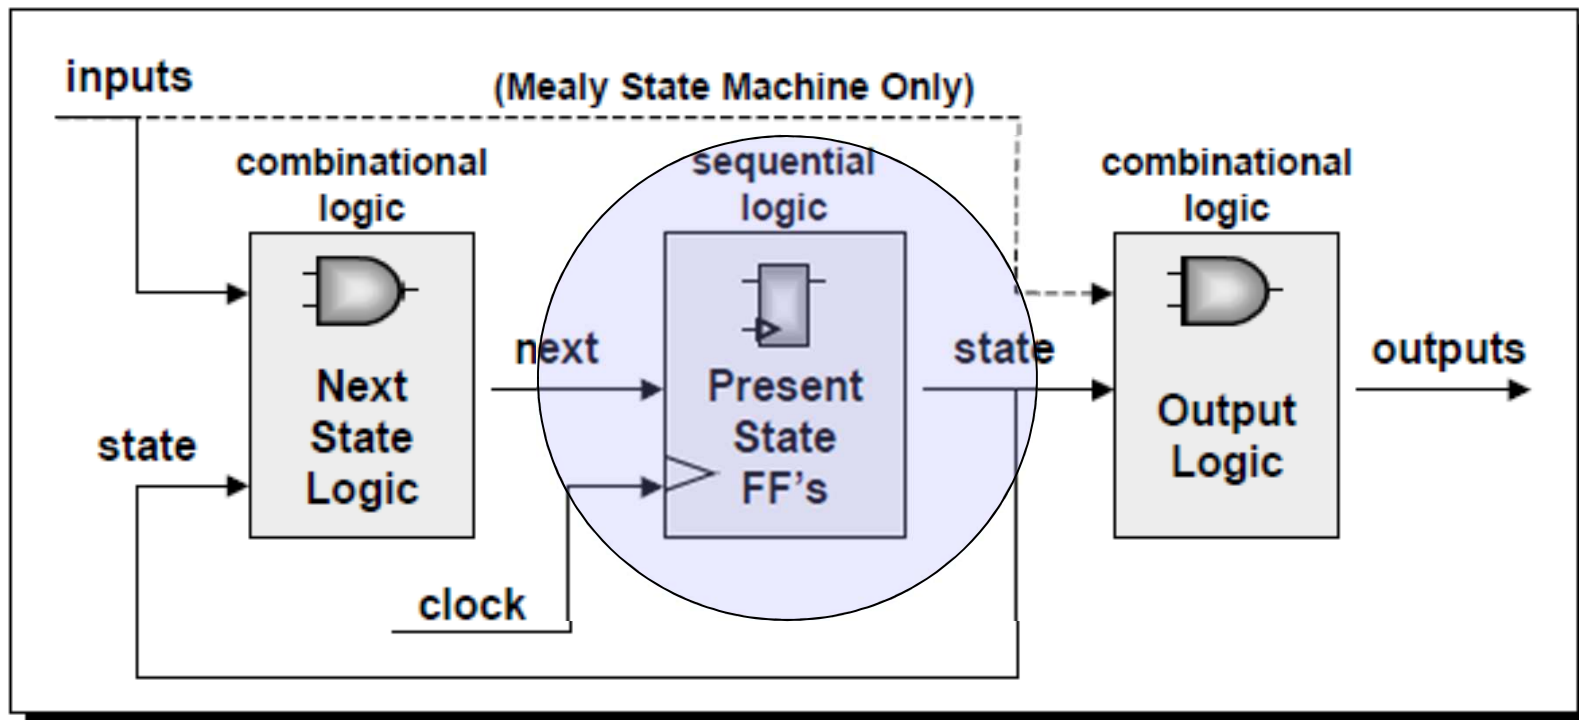 inputs
(Mealy State Machine Only)
combinational
logic
sequential
logic
combinational
logic
next
state
outputs
Next
State
Logic
Present
State
FF's
Output
Logic
state
clock